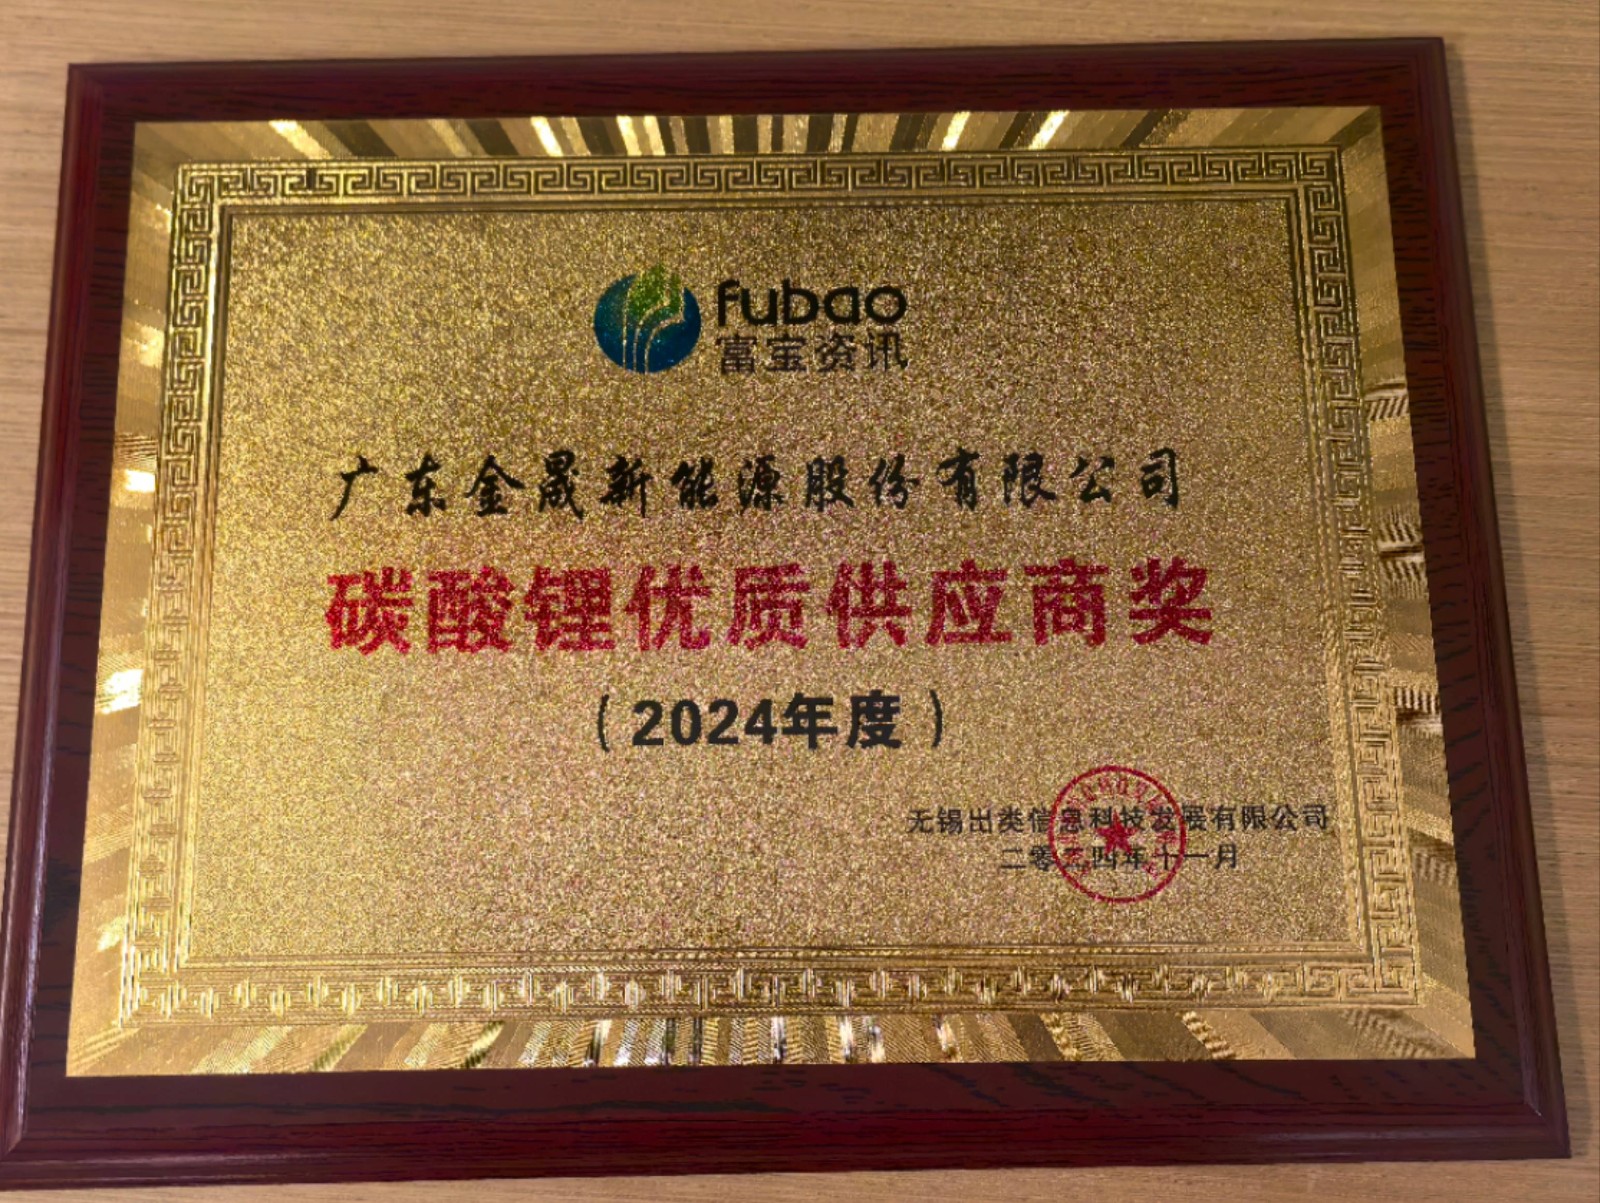 fubao
富宝资讯
广东金晟新能源股份有限公司
碳酸锂优质供应商奖
(2024年度)
无锡出类信息科技发展有限公司
二零二四年十一月